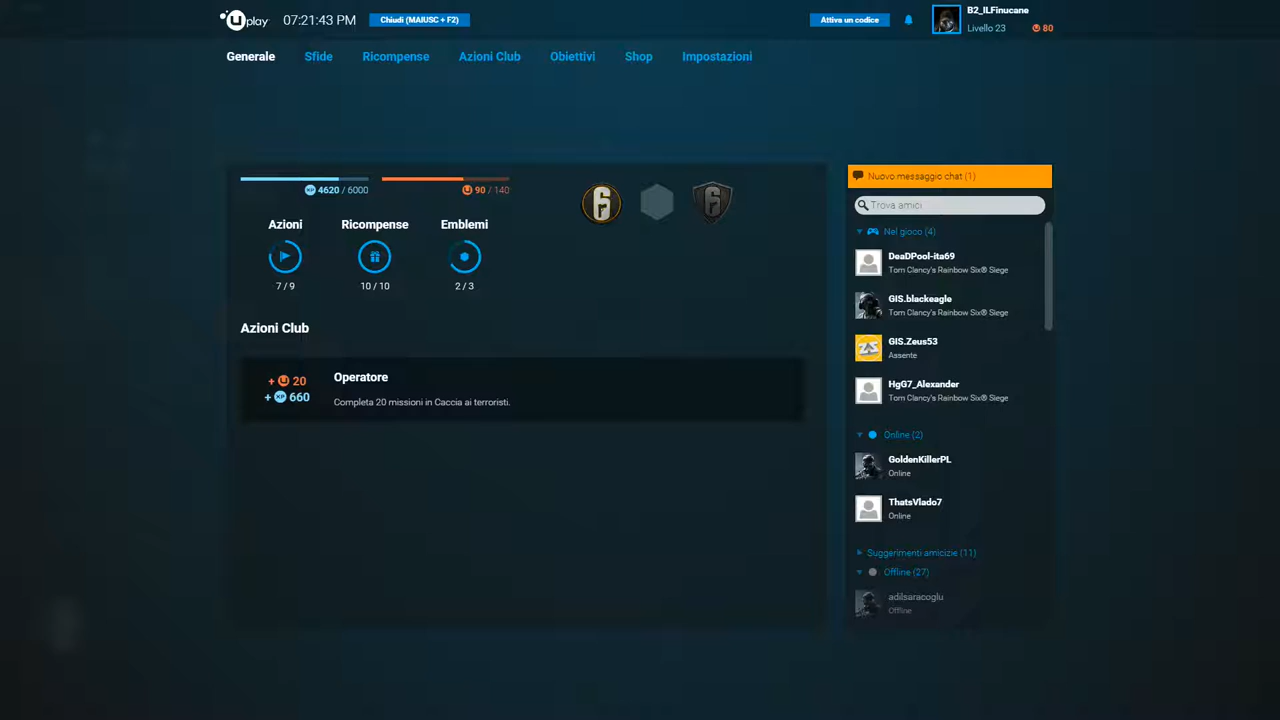 uplay 07:21:43 PM Chiudi (MAIUSC + F2) Attiva un codice B2_ILFinucane
Livello 23 80
Generale Sfide Ricompense Azioni Club Obiettivi Shop Impostazioni
XP 4620 / 6000 90 / 140
Azioni Ricompense Emblemi
7 / 9 10 / 10 2 / 3
Azioni Club
+ 20
+ XP 660
Operatore
Completa 20 missioni in Caccia ai terroristi.
Nuovo messaggio chat (1)
Trova amici
Nel gioco (4)
DeaDPool-ita69
Tom Clancy's Rainbow Six® Siege
GIS.blackeagle
Tom Clancy's Rainbow Six® Siege
GIS.Zeus53
Assente
HgG7_Alexander
Tom Clancy's Rainbow Six® Siege
Online (2)
GoldenKillerPL
Online
ThatsVlado7
Online
Suggerimenti amicizie (11)
Offline (27)
adilsaracoglu
Offline